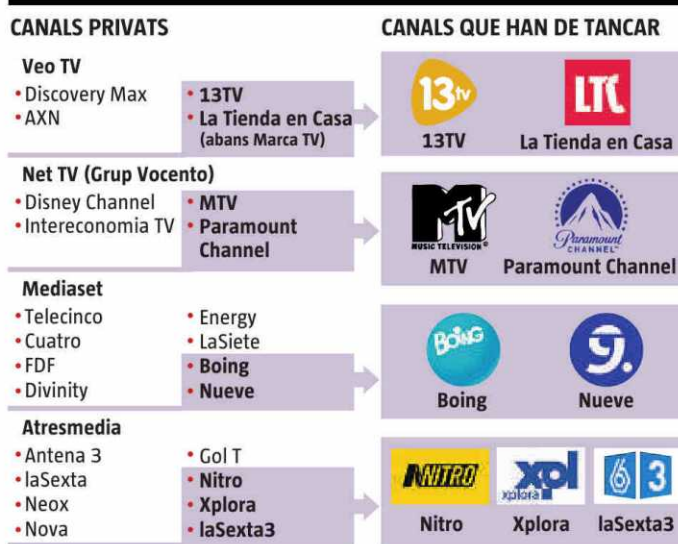 CANALS PRIVATS
CANALS QUE HAN DE TANCAR
Veo TV
• Discovery Max
• AXN
• 13TV
• La Tienda en Casa
(abans Marca TV)
13tv
LTC
13TV
La Tienda en Casa
Net TV (Grup Vocento)
• Disney Channel
• Intereconomia TV
• MTV
• Paramount
Channel
MTV
MUSIC TELEVISION®
Paramount
CHANNEL
MTV
Paramount Channel
Mediaset
• Telecinco
• Cuatro
• FDF
• Divinity
• Energy
• LaSiete
• Boing
• Nueve
BOING
9.
Boing
Nueve
Atresmedia
• Antena 3
• laSexta
• Neox
• Nova
• Gol T
• Nitro
• Xplora
• laSexta3
NITRO
xpl
xplora
6 3
Nitro
Xplora
laSexta3